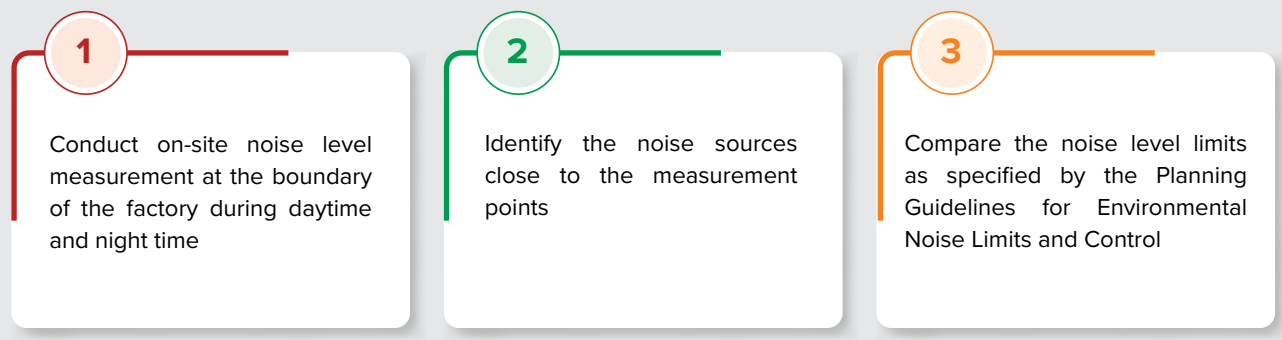 1
Conduct on-site noise level
measurement at the boundary
of the factory during daytime
and night time
2
Identify the noise sources
close to the measurement
points
3
Compare the noise level limits
as specified by the Planning
Guidelines for Environmental
Noise Limits and Control